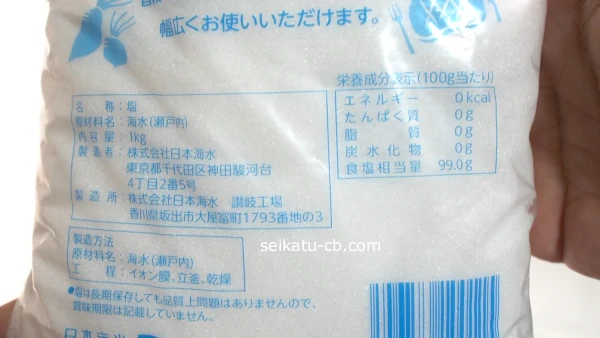 幅広くお使いいただけます。
栄養成分表示(100g当たり)
エネルギー 0kcal
たんぱく質 0g
脂質 0g
炭水化物 0g
食塩相当量 99.0g
名称:塩
原材料名:海水(瀬戸内)
内容量:1kg
製造者:株式会社日本海水
東京都千代田区神田駿河台
4丁目2番5号
製造所:株式会社日本海水 讃岐工場
香川県坂出市大屋冨町1793番地の3
製造方法
原材料名:海水(瀬戸内)
工程:イオン膜、立釜、乾燥
seikatu-cb.com
●塩は長期保存しても品質上問題はありませんので、
賞味期限は記載していません。
日本海水